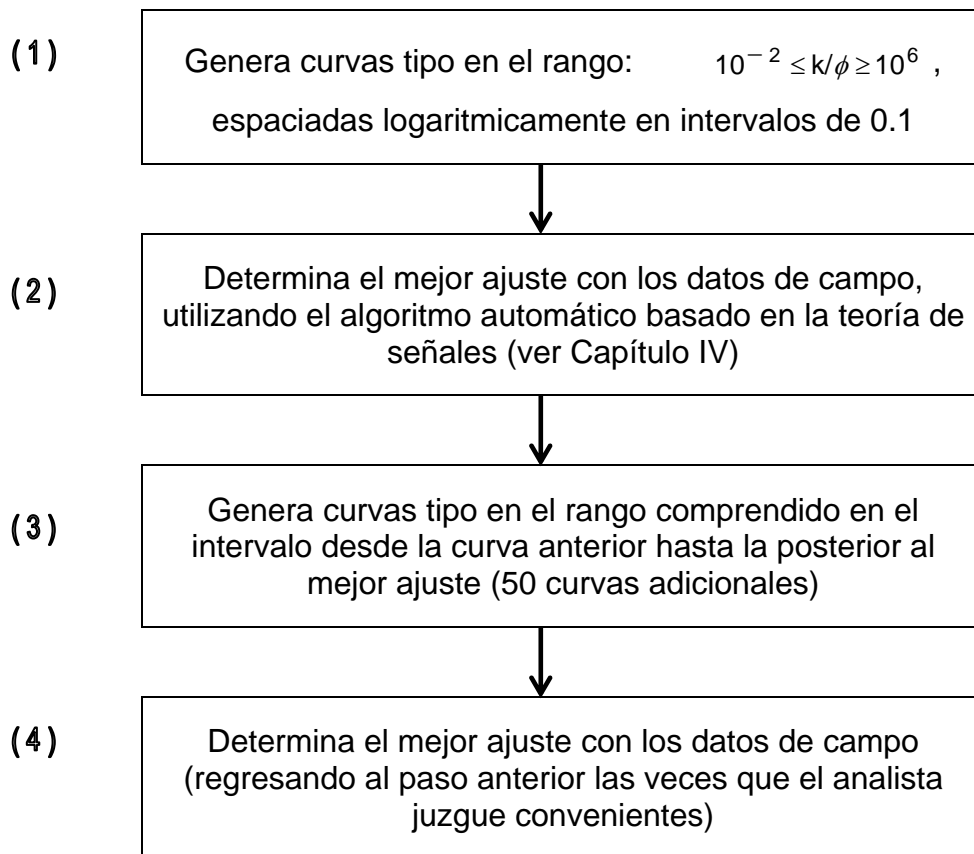 (1)
Genera curvas tipo en el rango: 10⁻² ≤ k/ϕ ≥ 10⁶ ,
espaciadas logaritmicamente en intervalos de 0.1
(2)
Determina el mejor ajuste con los datos de campo,
utilizando el algoritmo automático basado en la teoría de
señales (ver Capítulo IV)
(3)
Genera curvas tipo en el rango comprendido en el
intervalo desde la curva anterior hasta la posterior al
mejor ajuste (50 curvas adicionales)
(4)
Determina el mejor ajuste con los datos de campo
(regresando al paso anterior las veces que el analista
juzgue convenientes)